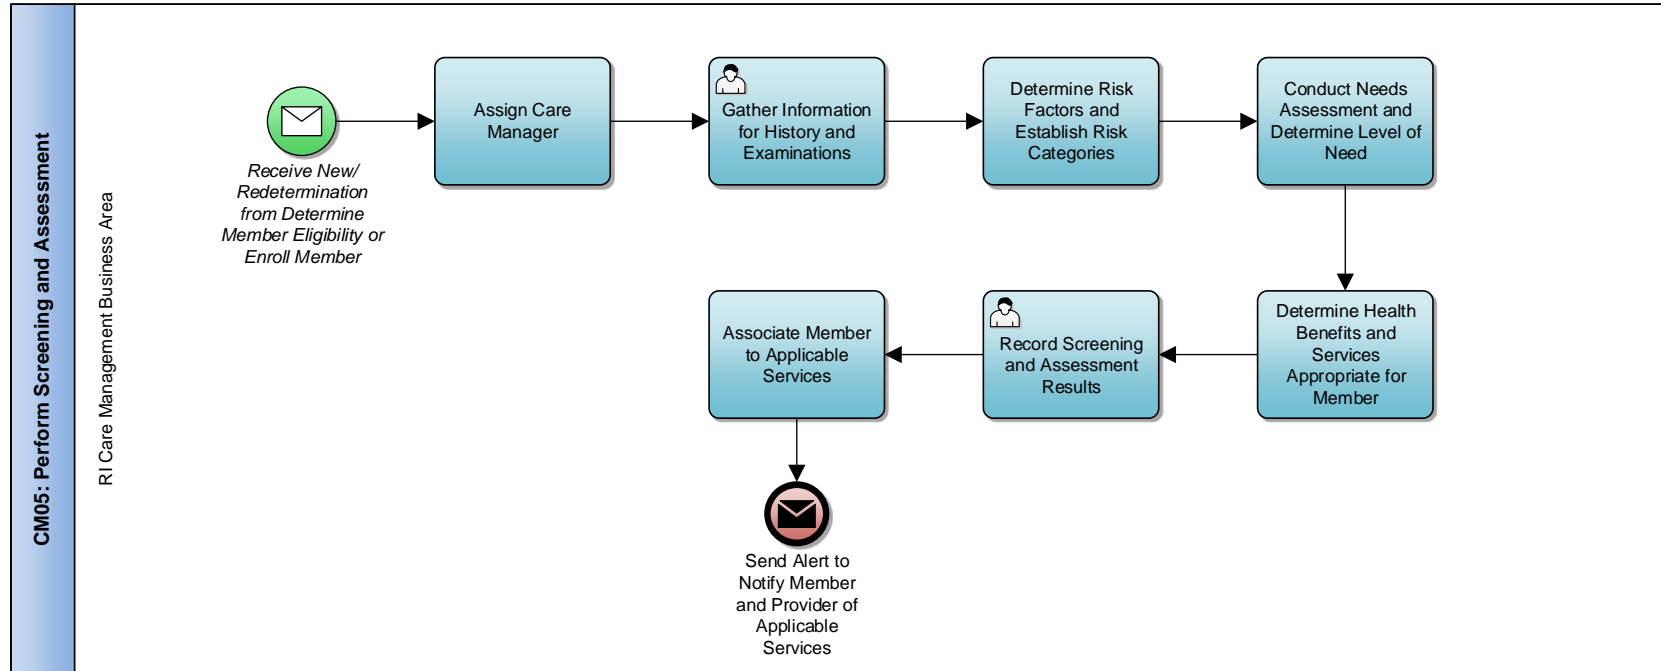 CM05: Perform Screening and Assessment
RI Care Management Business Area
Receive New/
Redetermination
from Determine
Member Eligibility or
Enroll Member
Assign Care
Manager
Gather Information
for History and
Examinations
Determine Risk
Factors and
Establish Risk
Categories
Conduct Needs
Assessment and
Determine Level of
Need
Determine Health
Benefits and
Services
Appropriate for
Member
Record Screening
and Assessment
Results
Associate Member
to Applicable
Services
Send Alert to
Notify Member
and Provider of
Applicable
Services